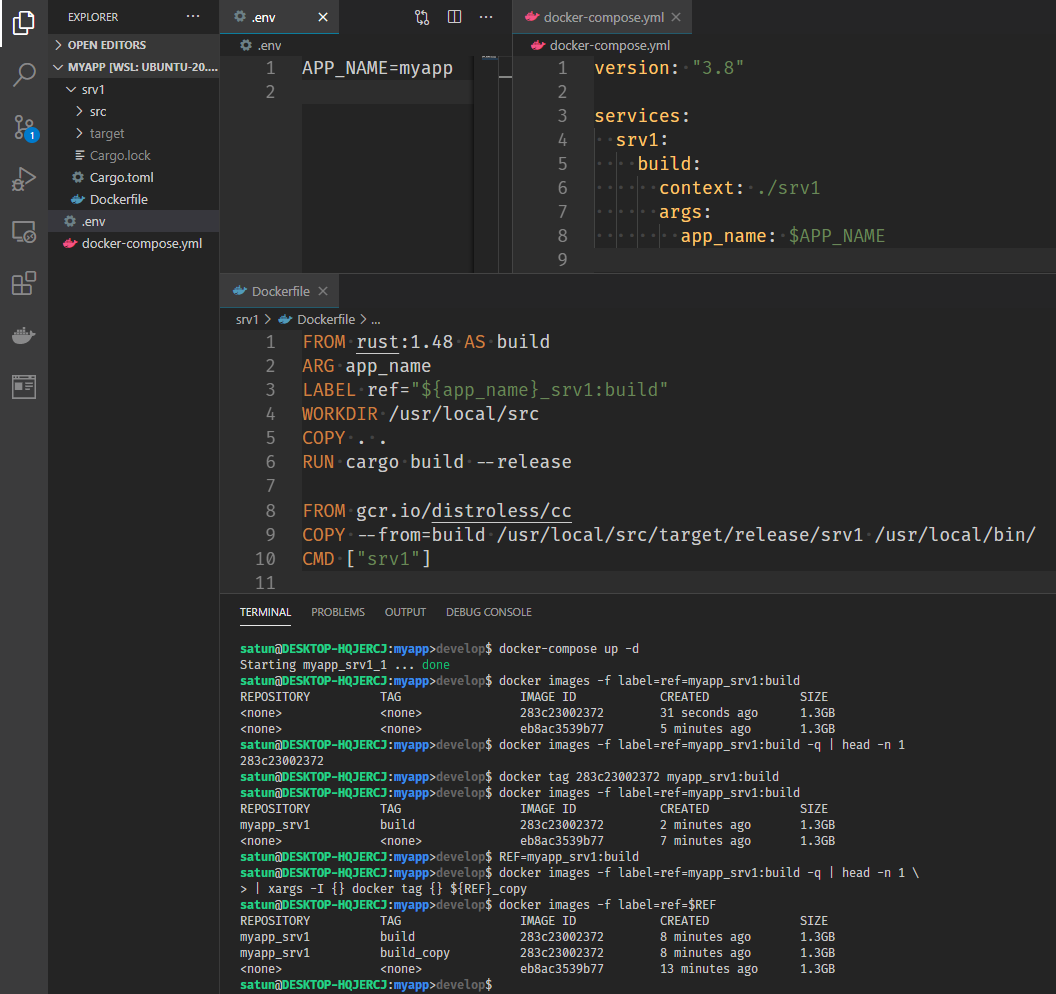 EXPLORER
OPEN EDITORS
MYAPP [WSL: UBUNTU-20....
srv1
src
target
Cargo.lock
Cargo.toml
Dockerfile
.env
docker-compose.yml
1
.env
.env
1 APP_NAME=myapp
2
docker-compose.yml
docker-compose.yml
1 version: "3.8"
2
3 services:
4 srv1:
5 build:
6 context: ./srv1
7 args:
8 app_name: $APP_NAME
9
Dockerfile
srv1 > Dockerfile > ...
1 FROM rust:1.48 AS build
2 ARG app_name
3 LABEL ref="${app_name}_srv1:build"
4 WORKDIR /usr/local/src
5 COPY . .
6 RUN cargo build --release
7
8 FROM gcr.io/distroless/cc
9 COPY --from=build /usr/local/src/target/release/srv1 /usr/local/bin/
10 CMD ["srv1"]
11
TERMINAL PROBLEMS OUTPUT DEBUG CONSOLE
satun@DESKTOP-HQJERCJ:myapp>develop$ docker-compose up -d
Starting myapp_srv1_1 ... done
satun@DESKTOP-HQJERCJ:myapp>develop$ docker images -f label=ref=myapp_srv1:build
REPOSITORY TAG IMAGE ID CREATED SIZE
<none> <none> 283c23002372 31 seconds ago 1.3GB
<none> <none> eb8ac3539b77 5 minutes ago 1.3GB
satun@DESKTOP-HQJERCJ:myapp>develop$ docker images -f label=ref=myapp_srv1:build -q | head -n 1
283c23002372
satun@DESKTOP-HQJERCJ:myapp>develop$ docker tag 283c23002372 myapp_srv1:build
satun@DESKTOP-HQJERCJ:myapp>develop$ docker images -f label=ref=myapp_srv1:build
REPOSITORY TAG IMAGE ID CREATED SIZE
myapp_srv1 build 283c23002372 2 minutes ago 1.3GB
<none> <none> eb8ac3539b77 7 minutes ago 1.3GB
satun@DESKTOP-HQJERCJ:myapp>develop$ REF=myapp_srv1:build
satun@DESKTOP-HQJERCJ:myapp>develop$ docker images -f label=ref=myapp_srv1:build -q | head -n 1 \
> | xargs -I {} docker tag {} ${REF}_copy
satun@DESKTOP-HQJERCJ:myapp>develop$ docker images -f label=ref=$REF
REPOSITORY TAG IMAGE ID CREATED SIZE
myapp_srv1 build 283c23002372 8 minutes ago 1.3GB
myapp_srv1 build_copy 283c23002372 8 minutes ago 1.3GB
<none> <none> eb8ac3539b77 13 minutes ago 1.3GB
satun@DESKTOP-HQJERCJ:myapp>develop$